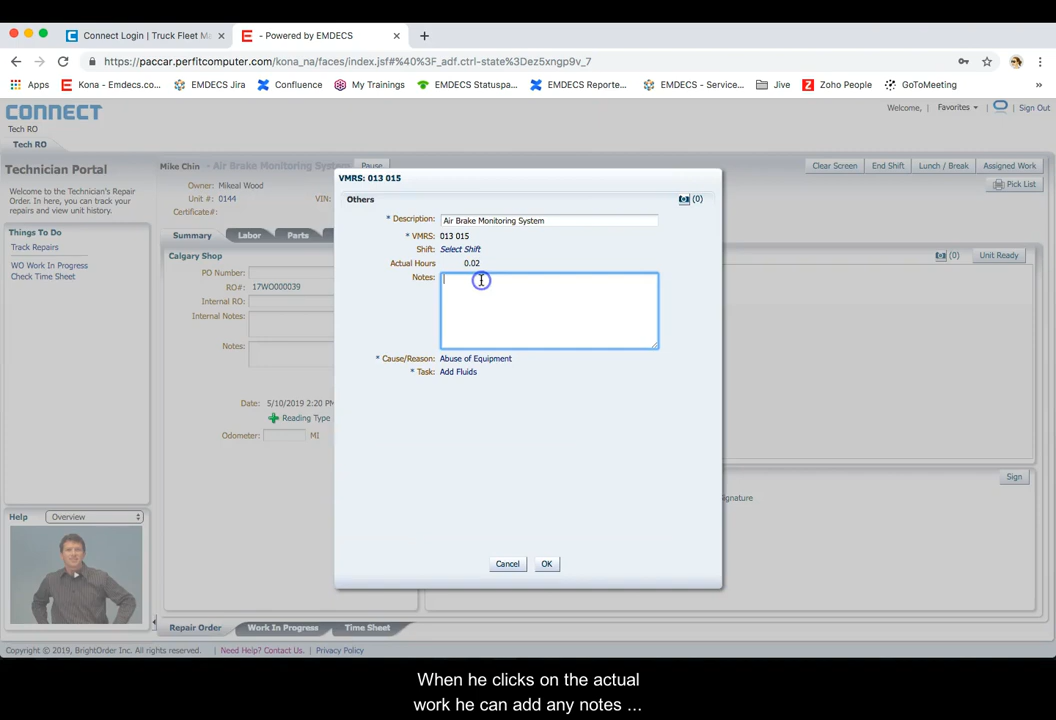 Connect Login | Truck Fleet Ma
- Powered by EMDECS
https://paccar.perfitcomputer.com/kona_na/faces/index.jsf#%40%3F_adf.ctrl-state%3Dez5xngp9v_7
Apps Kona - Emdecs.co... EMDECS Jira Confluence My Trainings EMDECS Statuspa... EMDECS Reporte... EMDECS - Service... Jive Zoho People GoToMeeting »
CONNECT
Welcome, | Favorites | Sign Out
Tech RO
Tech RO
Technician Portal
Welcome to the Technician's Repair
Order. In here, you can track your
repairs and view unit history.
Things To Do
Track Repairs
WO Work In Progress
Check Time Sheet
Help Overview
Mike Chin - Air Brake Monitoring System Pause
Clear Screen End Shift Lunch / Break Assigned Work
Pick List
Owner: Mikeal Wood
Unit #: 0144 VIN:
Certificate#:
Summary Labor Parts
Calgary Shop
(0) Unit Ready
PO Number:
RO#: 17WO000039
Internal RO:
Internal Notes:
Notes:
Date: 5/10/2019 2:20 PM
Reading Type
Odometer: MI
Sign
Signature
VMRS: 013 015
Others (0)
* Description: Air Brake Monitoring System
* VMRS: 013 015
Shift: Select Shift
Actual Hours 0.02
Notes:
* Cause/Reason: Abuse of Equipment
* Task: Add Fluids
Cancel OK
Repair Order Work In Progress Time Sheet
Copyright © 2019, BrightOrder Inc. All rights reserved. | Need Help? Contact Us. | Privacy Policy
When he clicks on the actual
work he can add any notes ...